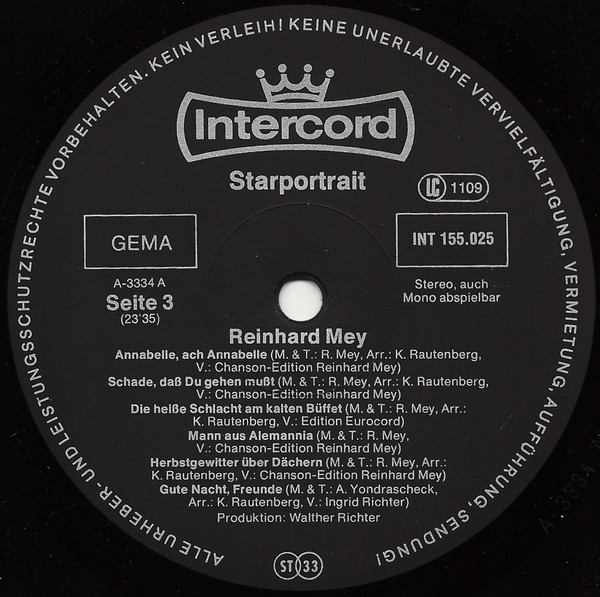 ALLE URHEBER- UND LEISTUNGSSCHUTZRECHTE VORBEHALTEN. KEIN VERLEIH! KEINE UNERLAUBTE VERVIELFÄLTIGUNG, VERMIETUNG, AUFFÜHRUNG, SENDUNG!
Intercord
Starportrait
LC 1109
GEMA
INT 155.025
A-3334 A
Seite 3
(23'35)
Stereo, auch
Mono abspielbar
Reinhard Mey
Annabelle, ach Annabelle (M. & T.: R. Mey, Arr.: K. Rautenberg,
V.: Chanson-Edition Reinhard Mey)
Schade, daß Du gehen mußt (M. & T.: R. Mey, Arr.: K. Rautenberg,
V.: Chanson-Edition Reinhard Mey)
Die heiße Schlacht am kalten Büffet (M. & T.: R. Mey, Arr.:
K. Rautenberg, V.: Edition Eurocord)
Mann aus Alemannia (M. & T.: R. Mey,
V.: Chanson-Edition Reinhard Mey)
Herbstgewitter über Dächern (M. & T.: R. Mey, Arr.:
K. Rautenberg, V.: Chanson-Edition Reinhard Mey)
Gute Nacht, Freunde (M. & T.: A. Yondrascheck,
Arr.: K. Rautenberg, V.: Ingrid Richter)
Produktion: Walther Richter
ST 33